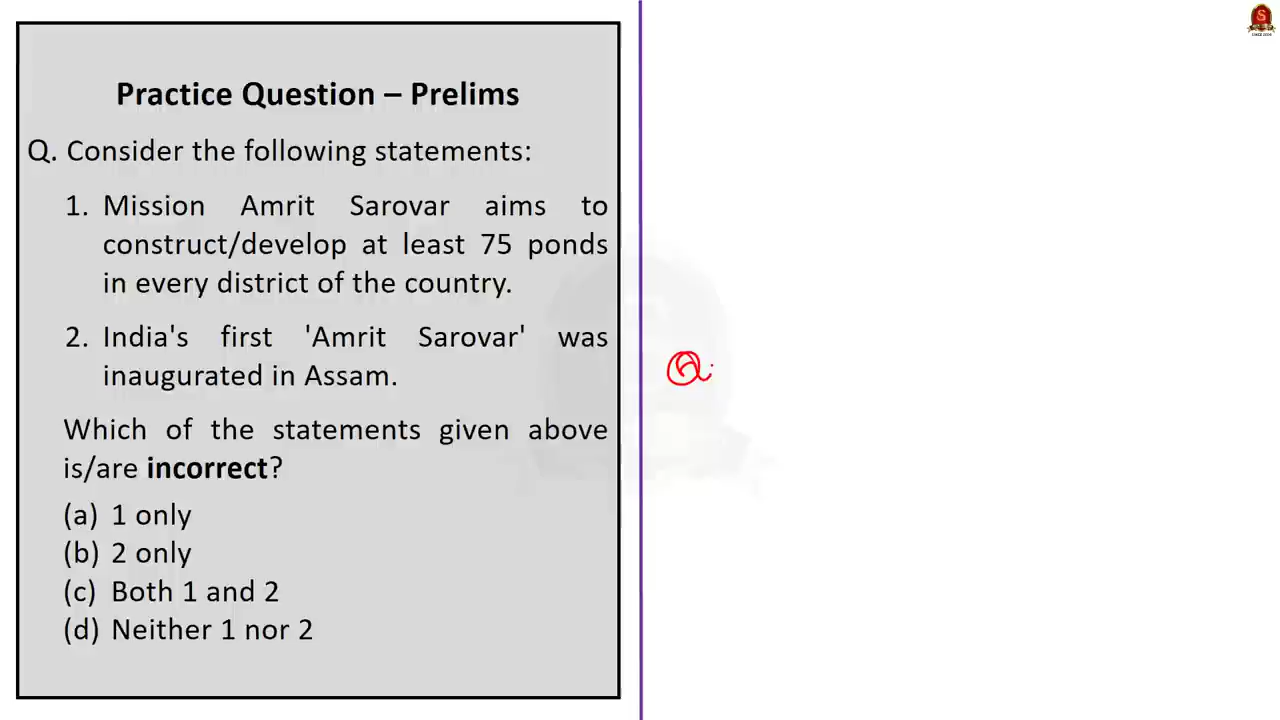 Practice Question – Prelims
Q. Consider the following statements:
1. Mission Amrit Sarovar aims to
construct/develop at least 75 ponds
in every district of the country.
2. India's first 'Amrit Sarovar' was
inaugurated in Assam.
Which of the statements given above
is/are incorrect?
(a) 1 only
(b) 2 only
(c) Both 1 and 2
(d) Neither 1 nor 2